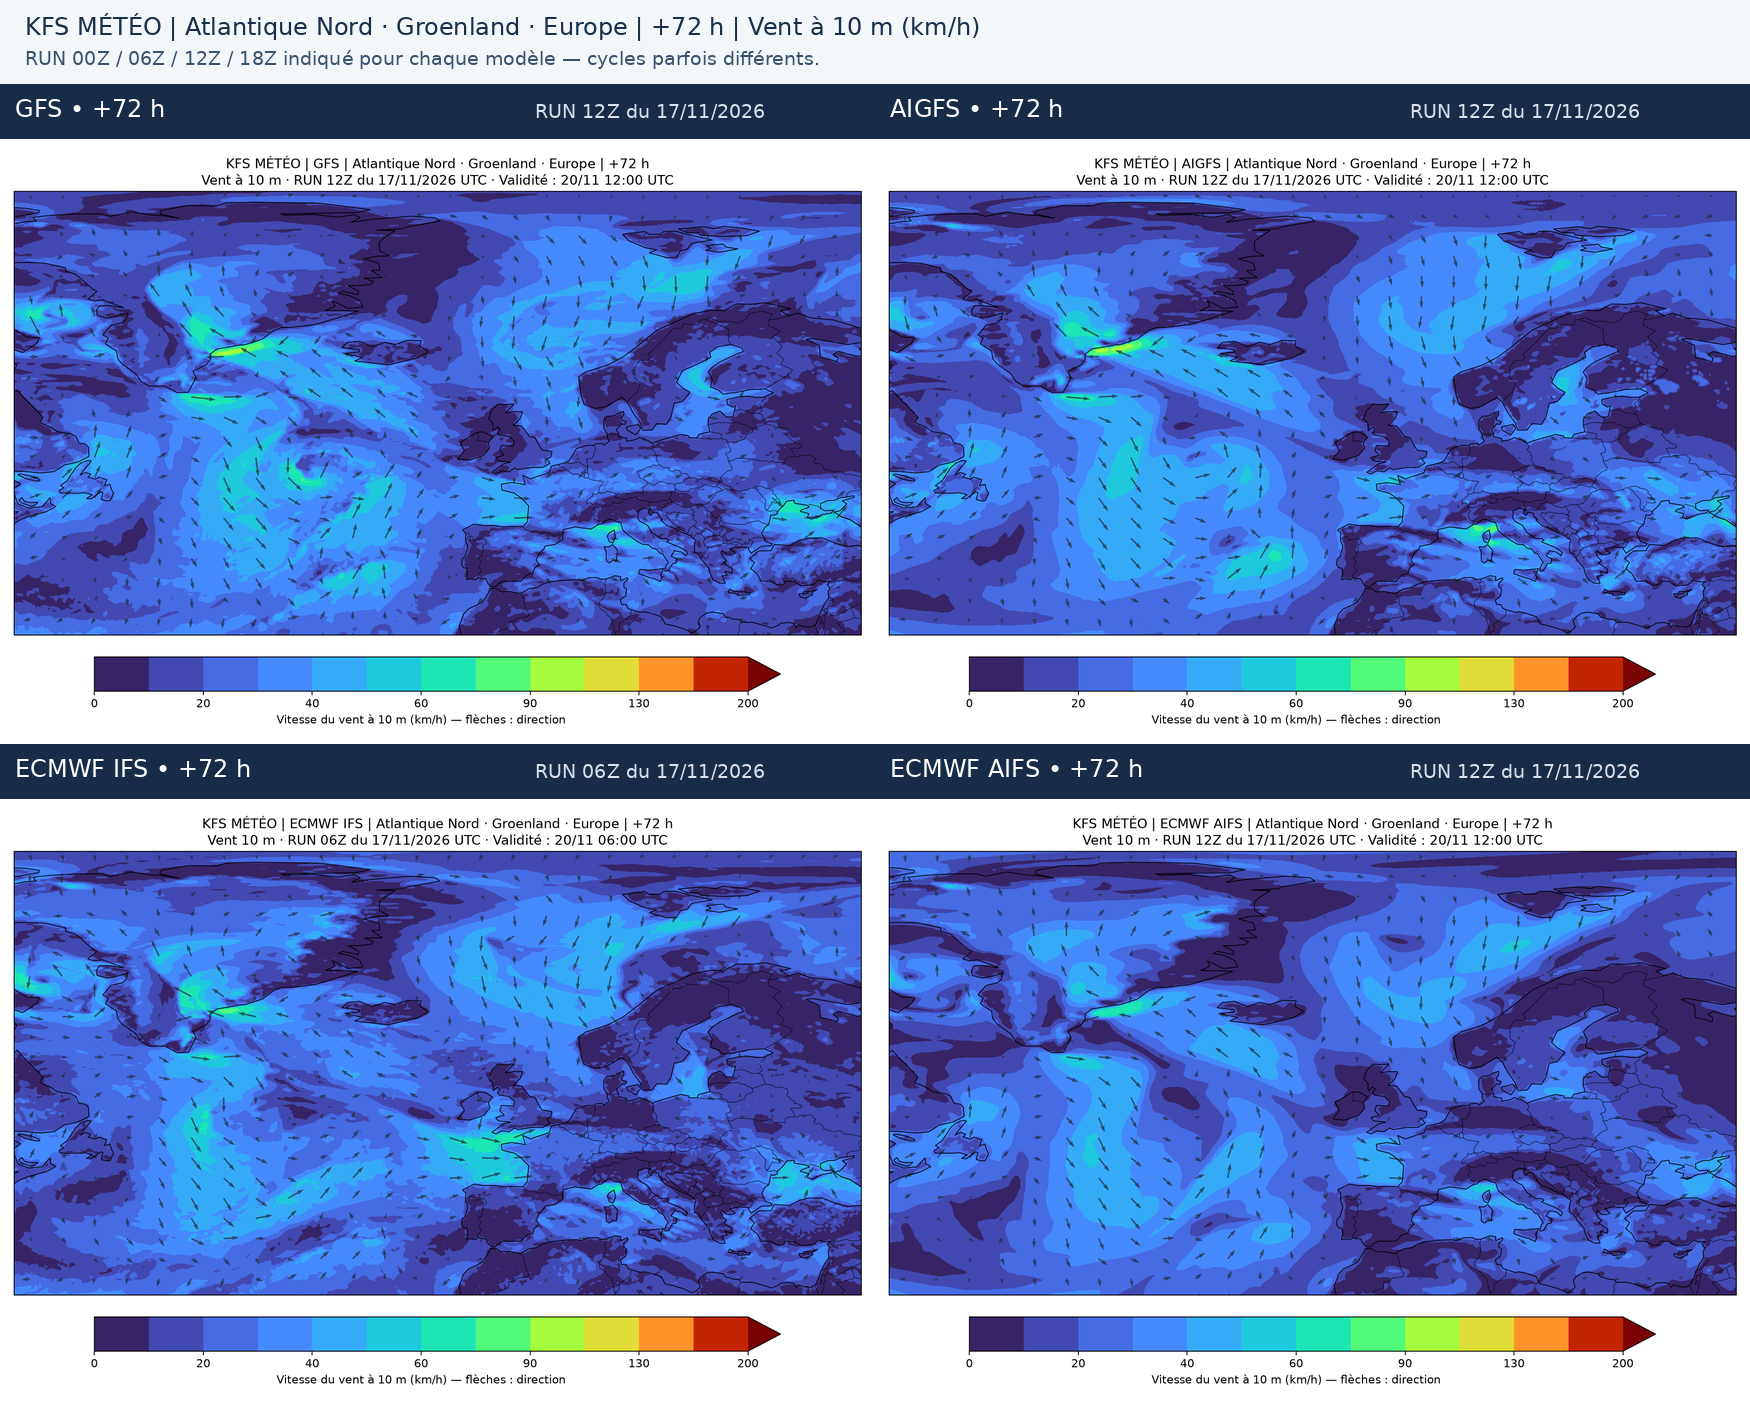 KFS MÉTÉO | Atlantique Nord · Groenland · Europe | +72 h | Vent à 10 m (km/h)
RUN 00Z / 06Z / 12Z / 18Z indiqué pour chaque modèle — cycles parfois différents.
GFS • +72 h
RUN 12Z du 17/11/2026
KFS MÉTÉO | GFS | Atlantique Nord · Groenland · Europe | +72 h
Vent à 10 m · RUN 12Z du 17/11/2026 UTC · Validité : 20/11 12:00 UTC
0 20 40 60 90 130 200
Vitesse du vent à 10 m (km/h) — flèches : direction
AIGFS • +72 h
RUN 12Z du 17/11/2026
KFS MÉTÉO | AIGFS | Atlantique Nord · Groenland · Europe | +72 h
Vent à 10 m · RUN 12Z du 17/11/2026 UTC · Validité : 20/11 12:00 UTC
0 20 40 60 90 130 200
Vitesse du vent à 10 m (km/h) — flèches : direction
ECMWF IFS • +72 h
RUN 06Z du 17/11/2026
KFS MÉTÉO | ECMWF IFS | Atlantique Nord · Groenland · Europe | +72 h
Vent 10 m · RUN 06Z du 17/11/2026 UTC · Validité : 20/11 06:00 UTC
0 20 40 60 90 130 200
Vitesse du vent à 10 m (km/h) — flèches : direction
ECMWF AIFS • +72 h
RUN 12Z du 17/11/2026
KFS MÉTÉO | ECMWF AIFS | Atlantique Nord · Groenland · Europe | +72 h
Vent 10 m · RUN 12Z du 17/11/2026 UTC · Validité : 20/11 12:00 UTC
0 20 40 60 90 130 200
Vitesse du vent à 10 m (km/h) — flèches : direction